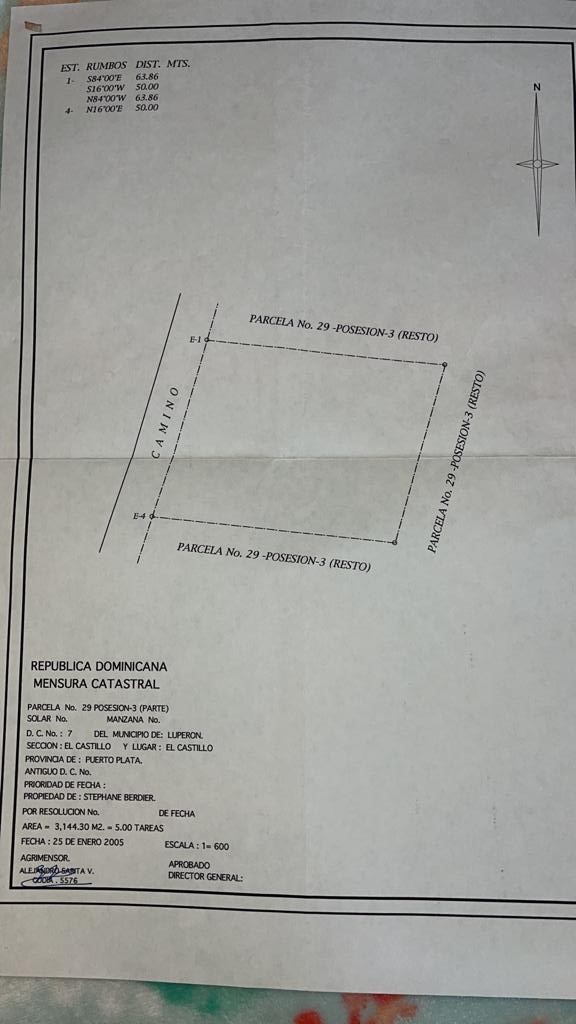 EST. RUMBOS DIST. MTS.
1- S84°00'E 63.86
S16°00'W 50.00
N84°00'W 63.86
4- N16°00'E 50.00
N
PARCELA No. 29 -POSESION-3 (RESTO)
E-1
CAMINO
PARCELA No. 29 -POSESION-3 (RESTO)
E-4
PARCELA No. 29 -POSESION-3 (RESTO)
REPUBLICA DOMINICANA
MENSURA CATASTRAL
PARCELA No. 29 POSESION-3 (PARTE)
SOLAR No. MANZANA No.
D. C. No. : 7 DEL MUNICIPIO DE: LUPERON.
SECCION : EL CASTILLO Y LUGAR : EL CASTILLO
PROVINCIA DE : PUERTO PLATA.
ANTIGUO D. C. No.
PRIORIDAD DE FECHA :
PROPIEDAD DE : STEPHANE BERDIER.
POR RESOLUCION No. DE FECHA
AREA = 3,144.30 M2. = 5.00 TAREAS
FECHA : 25 DE ENERO 2005 ESCALA : 1= 600
AGRIMENSOR. APROBADO
ALEJANDRO SANTA V. DIRECTOR GENERAL:
CODIA . 5576